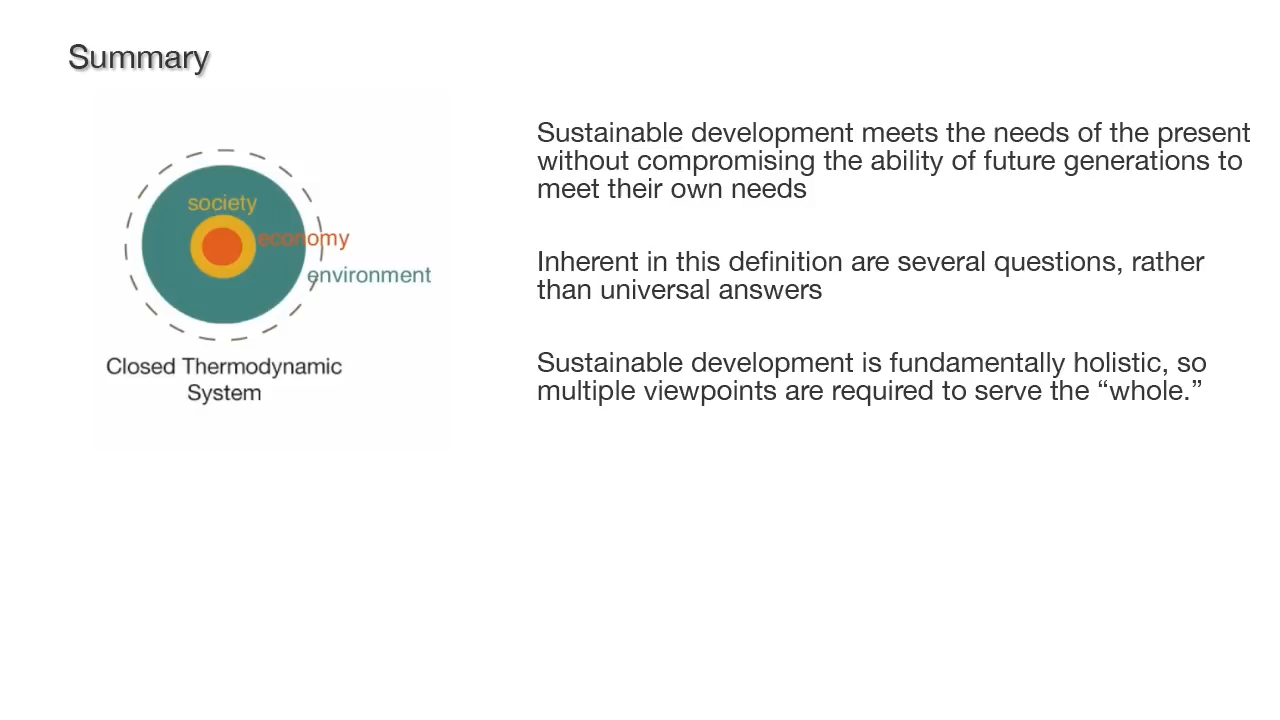 Summary
society
economy
environment
Closed Thermodynamic
System
Sustainable development meets the needs of the present
without compromising the ability of future generations to
meet their own needs
Inherent in this definition are several questions, rather
than universal answers
Sustainable development is fundamentally holistic, so
multiple viewpoints are required to serve the “whole.”